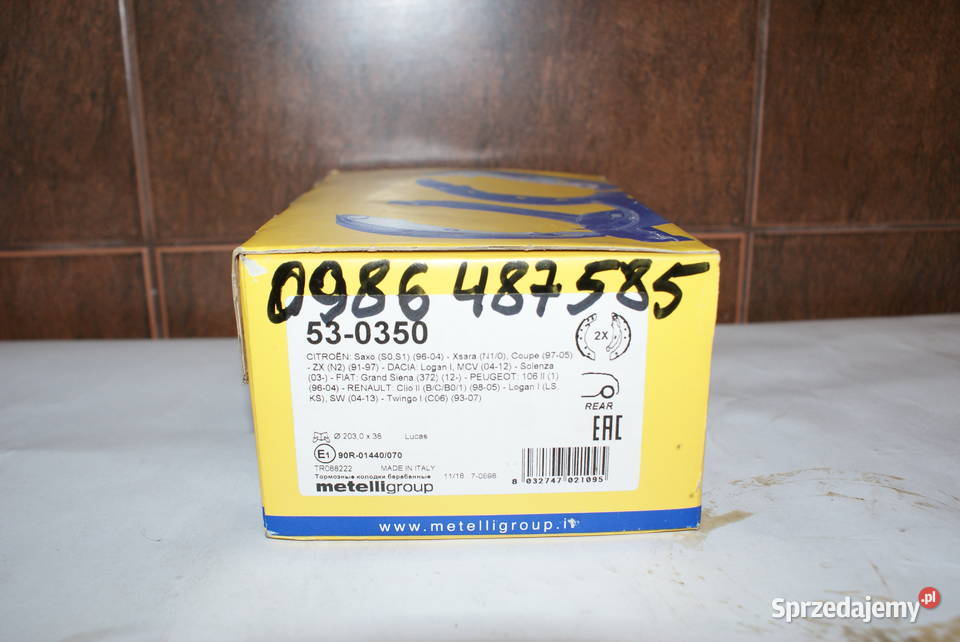 0986 487585
53-0350
2X
CITROËN: Saxo (S0,S1) (96-04) - Xsara (N1/0), Coupe (97-05)
- ZX (N2) (91-97) - DACIA: Logan I, MCV (04-12) - Solenza
(03-) - FIAT: Grand Siena (372) (12-) - PEUGEOT: 106 II (1)
(96-04) - RENAULT: Clio II (B/C/B0/1) (98-05) - Logan I (LS,
KS), SW (04-13) - Twingo I (C06) (93-07)
REAR
EAC
Ø 203,0 x 38 Lucas
E1 90R-01440/070
TR088222 MADE IN ITALY
Тормозные колодки барабанные 11/18 7-0698
metelligroup
8 032747 021095
www.metelligroup.it
Sprzedajemy.pl